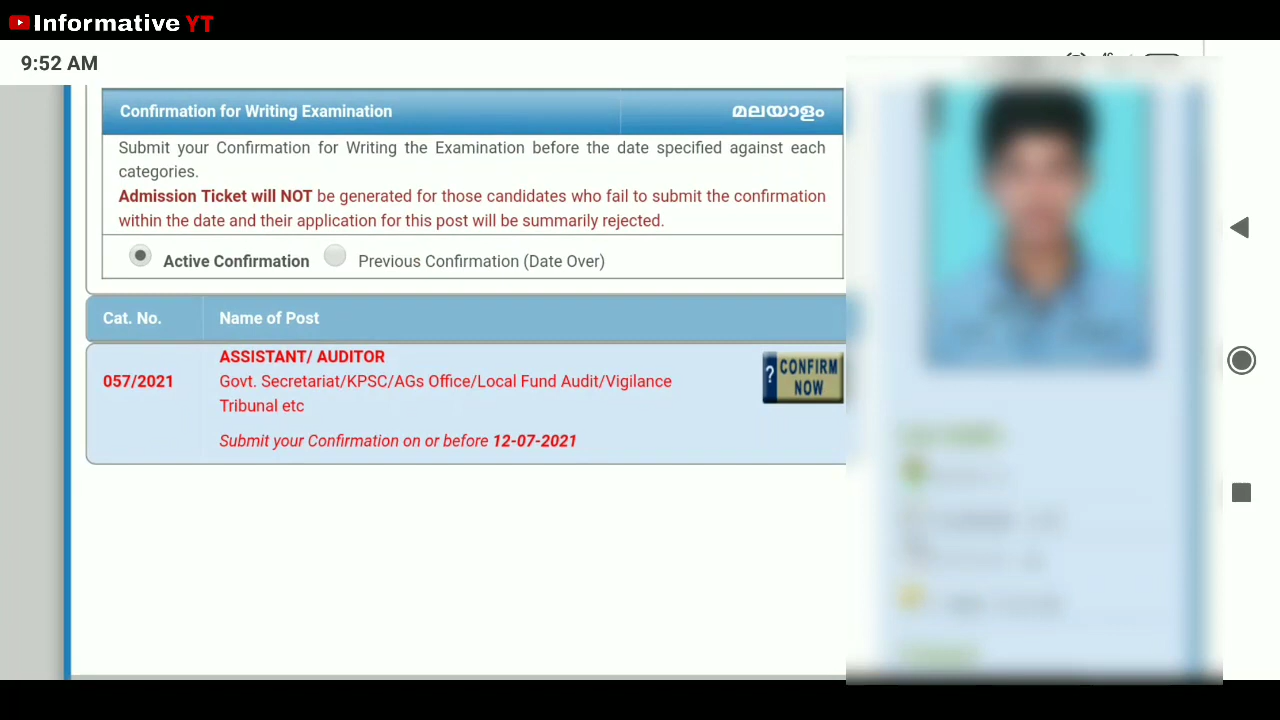 Informative YT
9:52 AM
Confirmation for Writing Examination മലയാളം
Submit your Confirmation for Writing the Examination before the date specified against each
categories.
Admission Ticket will NOT be generated for those candidates who fail to submit the confirmation
within the date and their application for this post will be summarily rejected.
Active Confirmation Previous Confirmation (Date Over)
Cat. No. Name of Post
ASSISTANT/ AUDITOR
057/2021 Govt. Secretariat/KPSC/AGs Office/Local Fund Audit/Vigilance
Tribunal etc
? CONFIRM
NOW
Submit your Confirmation on or before 12-07-2021